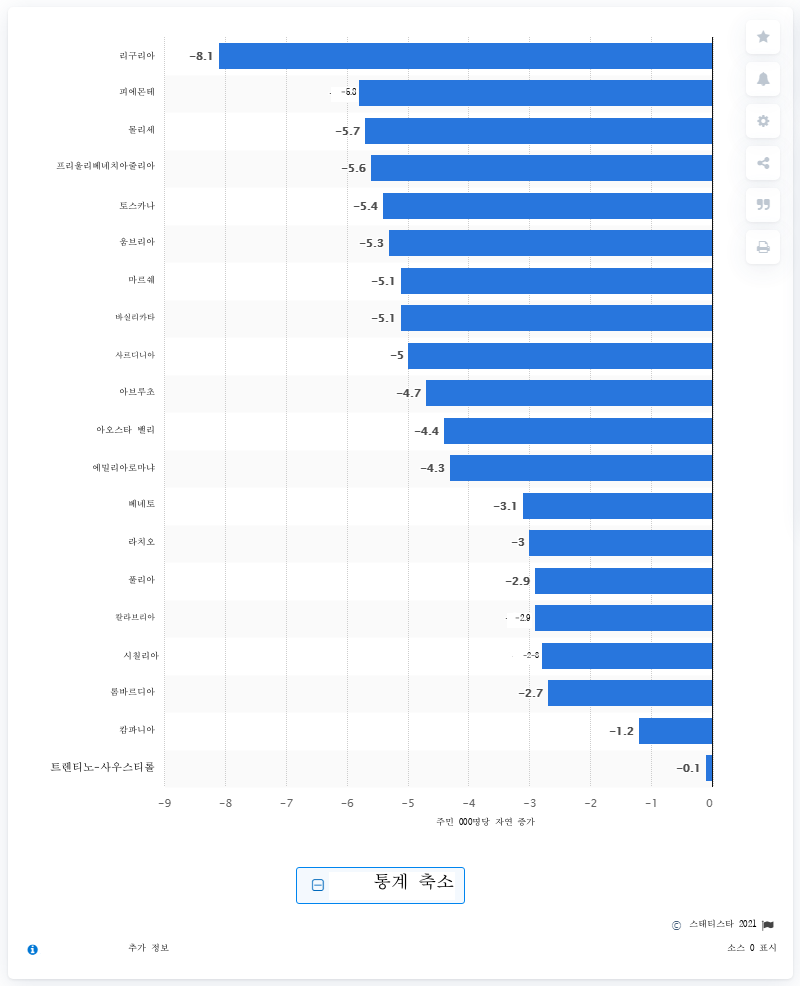 리구리아 -8.1
피에몬테 -5.8
몰리세 -5.7
프리울리베네치아줄리아 -5.6
토스카나 -5.4
움브리아 -5.3
마르쉐 -5.1
바실리카타 -5.1
사르디니아 -5
아브루초 -4.7
아오스타 밸리 -4.4
에밀리아로마냐 -4.3
베네토 -3.1
라치오 -3
풀리아 -2.9
칼라브리아 -2.9
시칠리아 -2-8
롬바르디아 -2.7
캄파니아 -1.2
트렌티노-사우스티롤 -0.1
-9 -8 -7 -6 -5 -4 -3 -2 -1 0
주민 000명당 자연 증가
통계 축소
© 스태티스타 2021
추가 정보
소스 0 표시